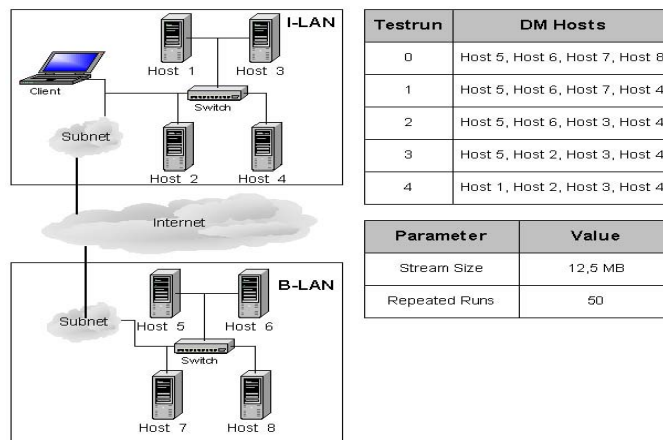 I-LAN
Host 1
Host 3
Client
Switch
Subnet
Host 2
Host 4
Internet
B-LAN
Subnet
Host 5
Host 6
Switch
Host 7
Host 8
Testrun DM Hosts
0 Host 5, Host 6, Host 7, Host 8
1 Host 5, Host 6, Host 7, Host 4
2 Host 5, Host 6, Host 3, Host 4
3 Host 5, Host 2, Host 3, Host 4
4 Host 1, Host 2, Host 3, Host 4
Parameter Value
Stream Size 12,5 MB
Repeated Runs 50